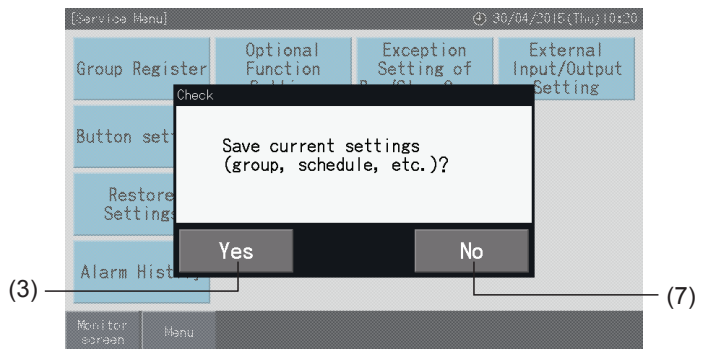 [Service Menu]
30/04/2015(Thu)10:20
Group Register
Optional
Function
Exception
Setting of
External
Input/Output
Setting
Check
Save current settings
(group, schedule, etc.)?
Button set
Restore
Settings
Yes
No
Alarm Hist
(3)
(7)
Monitor
screen
Menu